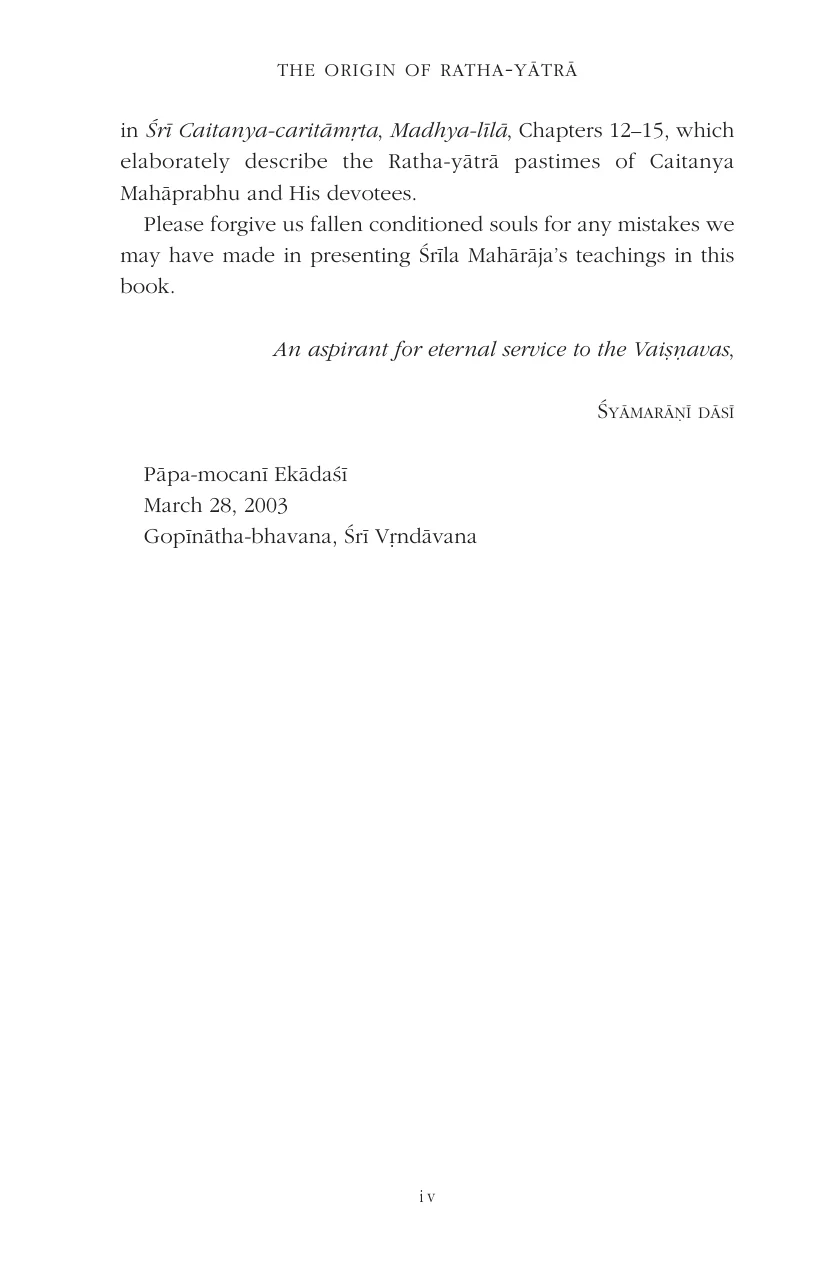 THE ORIGIN OF RATHA-YĀTRĀ
in Śrī Caitanya-caritāmṛta, Madhya-līlā, Chapters 12–15, which
elaborately describe the Ratha-yātrā pastimes of Caitanya
Mahāprabhu and His devotees.
Please forgive us fallen conditioned souls for any mistakes we
may have made in presenting Śrīla Mahārāja’s teachings in this
book.
An aspirant for eternal service to the Vaiṣṇavas,
ŚYĀMARĀṆĪ DĀSĪ
Pāpa-mocanī Ekādaśī
March 28, 2003
Gopīnātha-bhavana, Śrī Vṛndāvana
iv